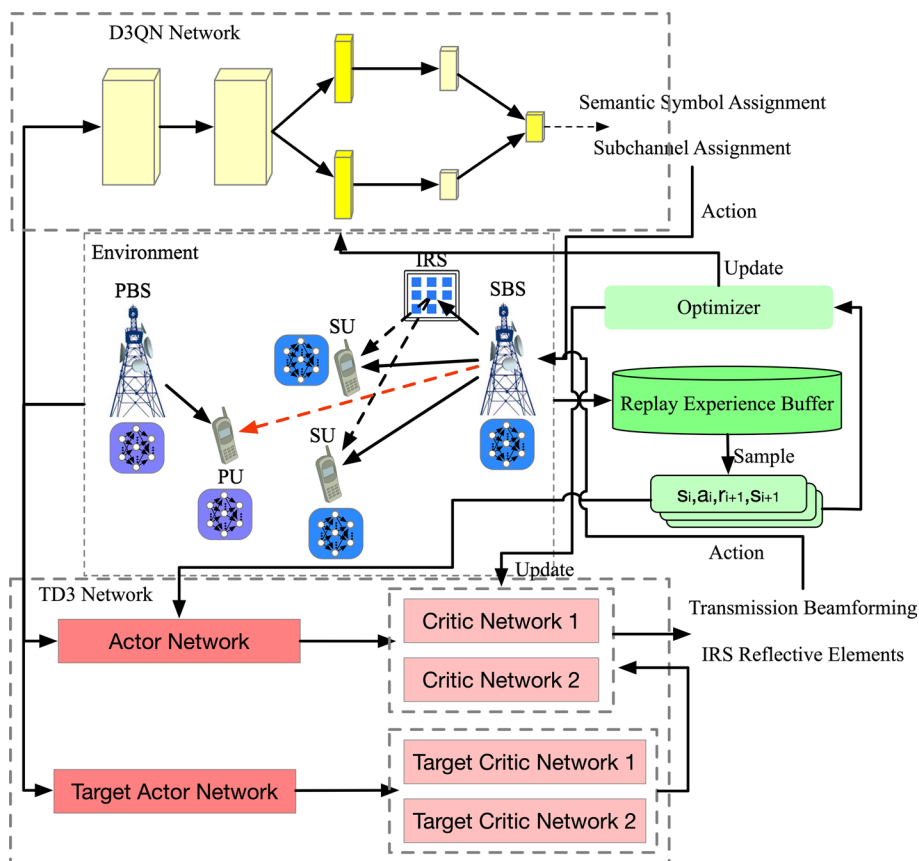 D3QN Network
Semantic Symbol Assignment
Subchannel Assignment
Action
Environment
IRS
PBS
SBS
SU
Update
Optimizer
Replay Experience Buffer
SU
PU
Sample
si,ai,ri+1,si+1
Action
Update
TD3 Network
Actor Network
Critic Network 1
Critic Network 2
Transmission Beamforming
IRS Reflective Elements
Target Actor Network
Target Critic Network 1
Target Critic Network 2